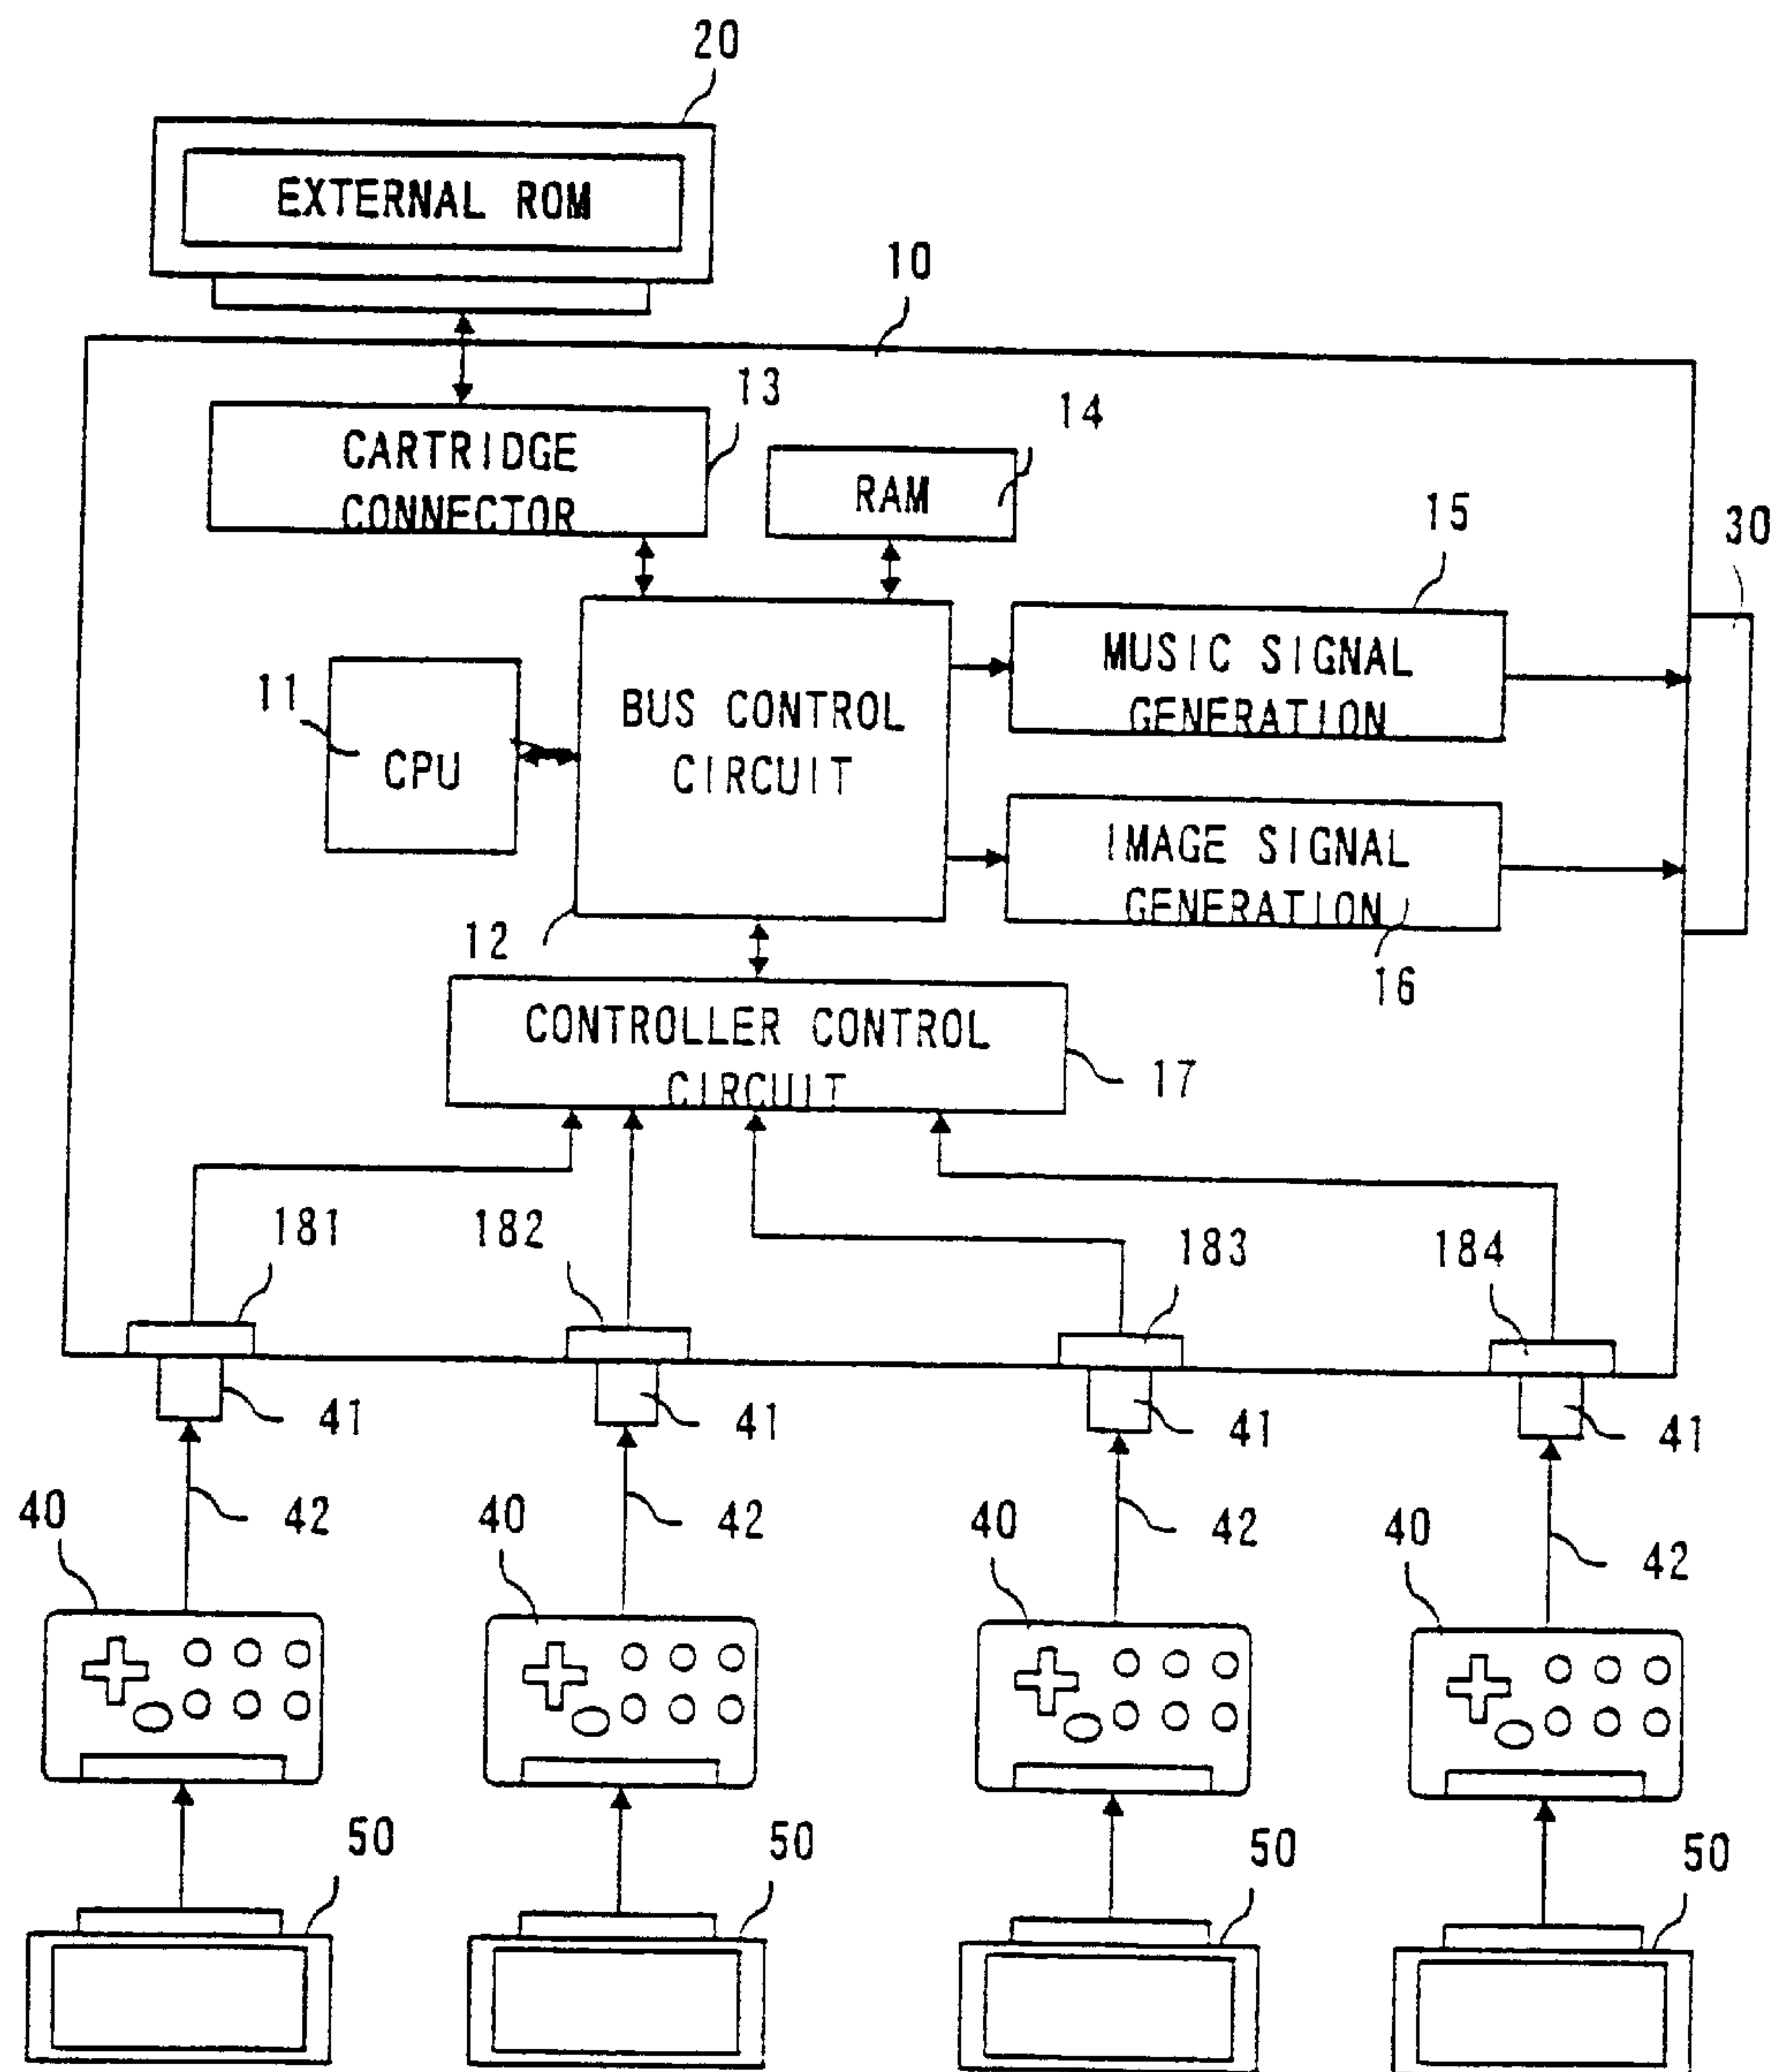 20
EXTERNAL ROM
10
13
CARTRIDGE
CONNECTOR
14
RAM
15
30
MUSIC SIGNAL
GENERATION
11
CPU
BUS CONTROL
CIRCUIT
IMAGE SIGNAL
GENERATION
12
16
CONTROLLER CONTROL
CIRCUIT
17
181
182
183
184
41
41
41
41
40
42
40
42
40
42
40
42
50
50
50
50